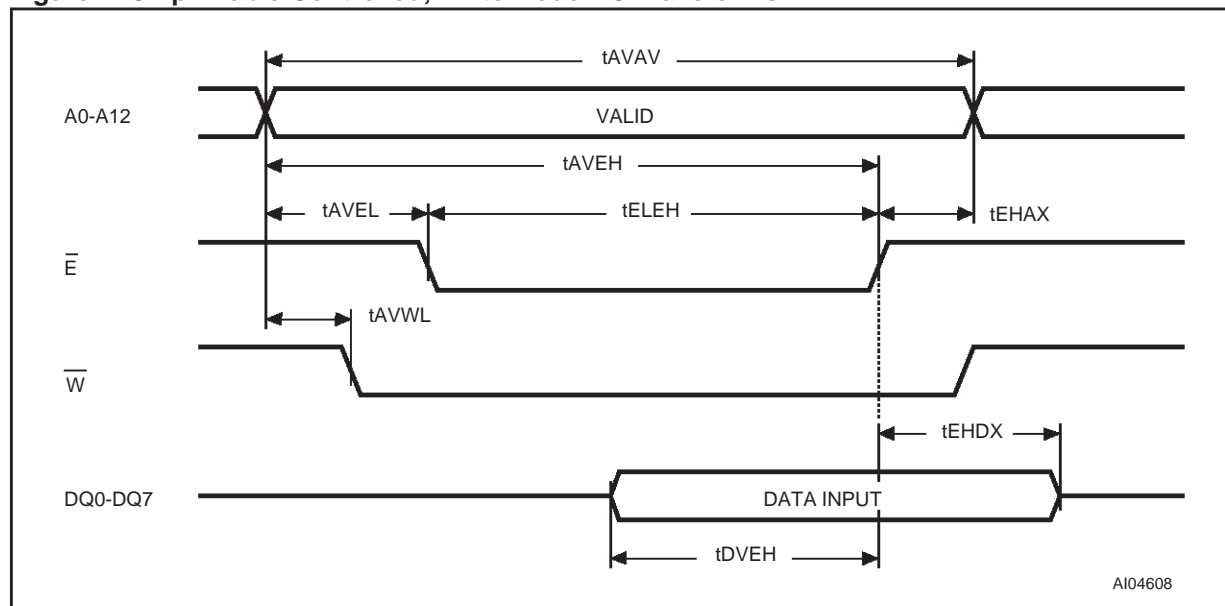 tAVAV
A0-A12
VALID
tAVEH
tAVEL
tELEH
tEHAX
E
tAVWL
W
tEHDX
DQ0-DQ7
DATA INPUT
tDVEH
AI04608